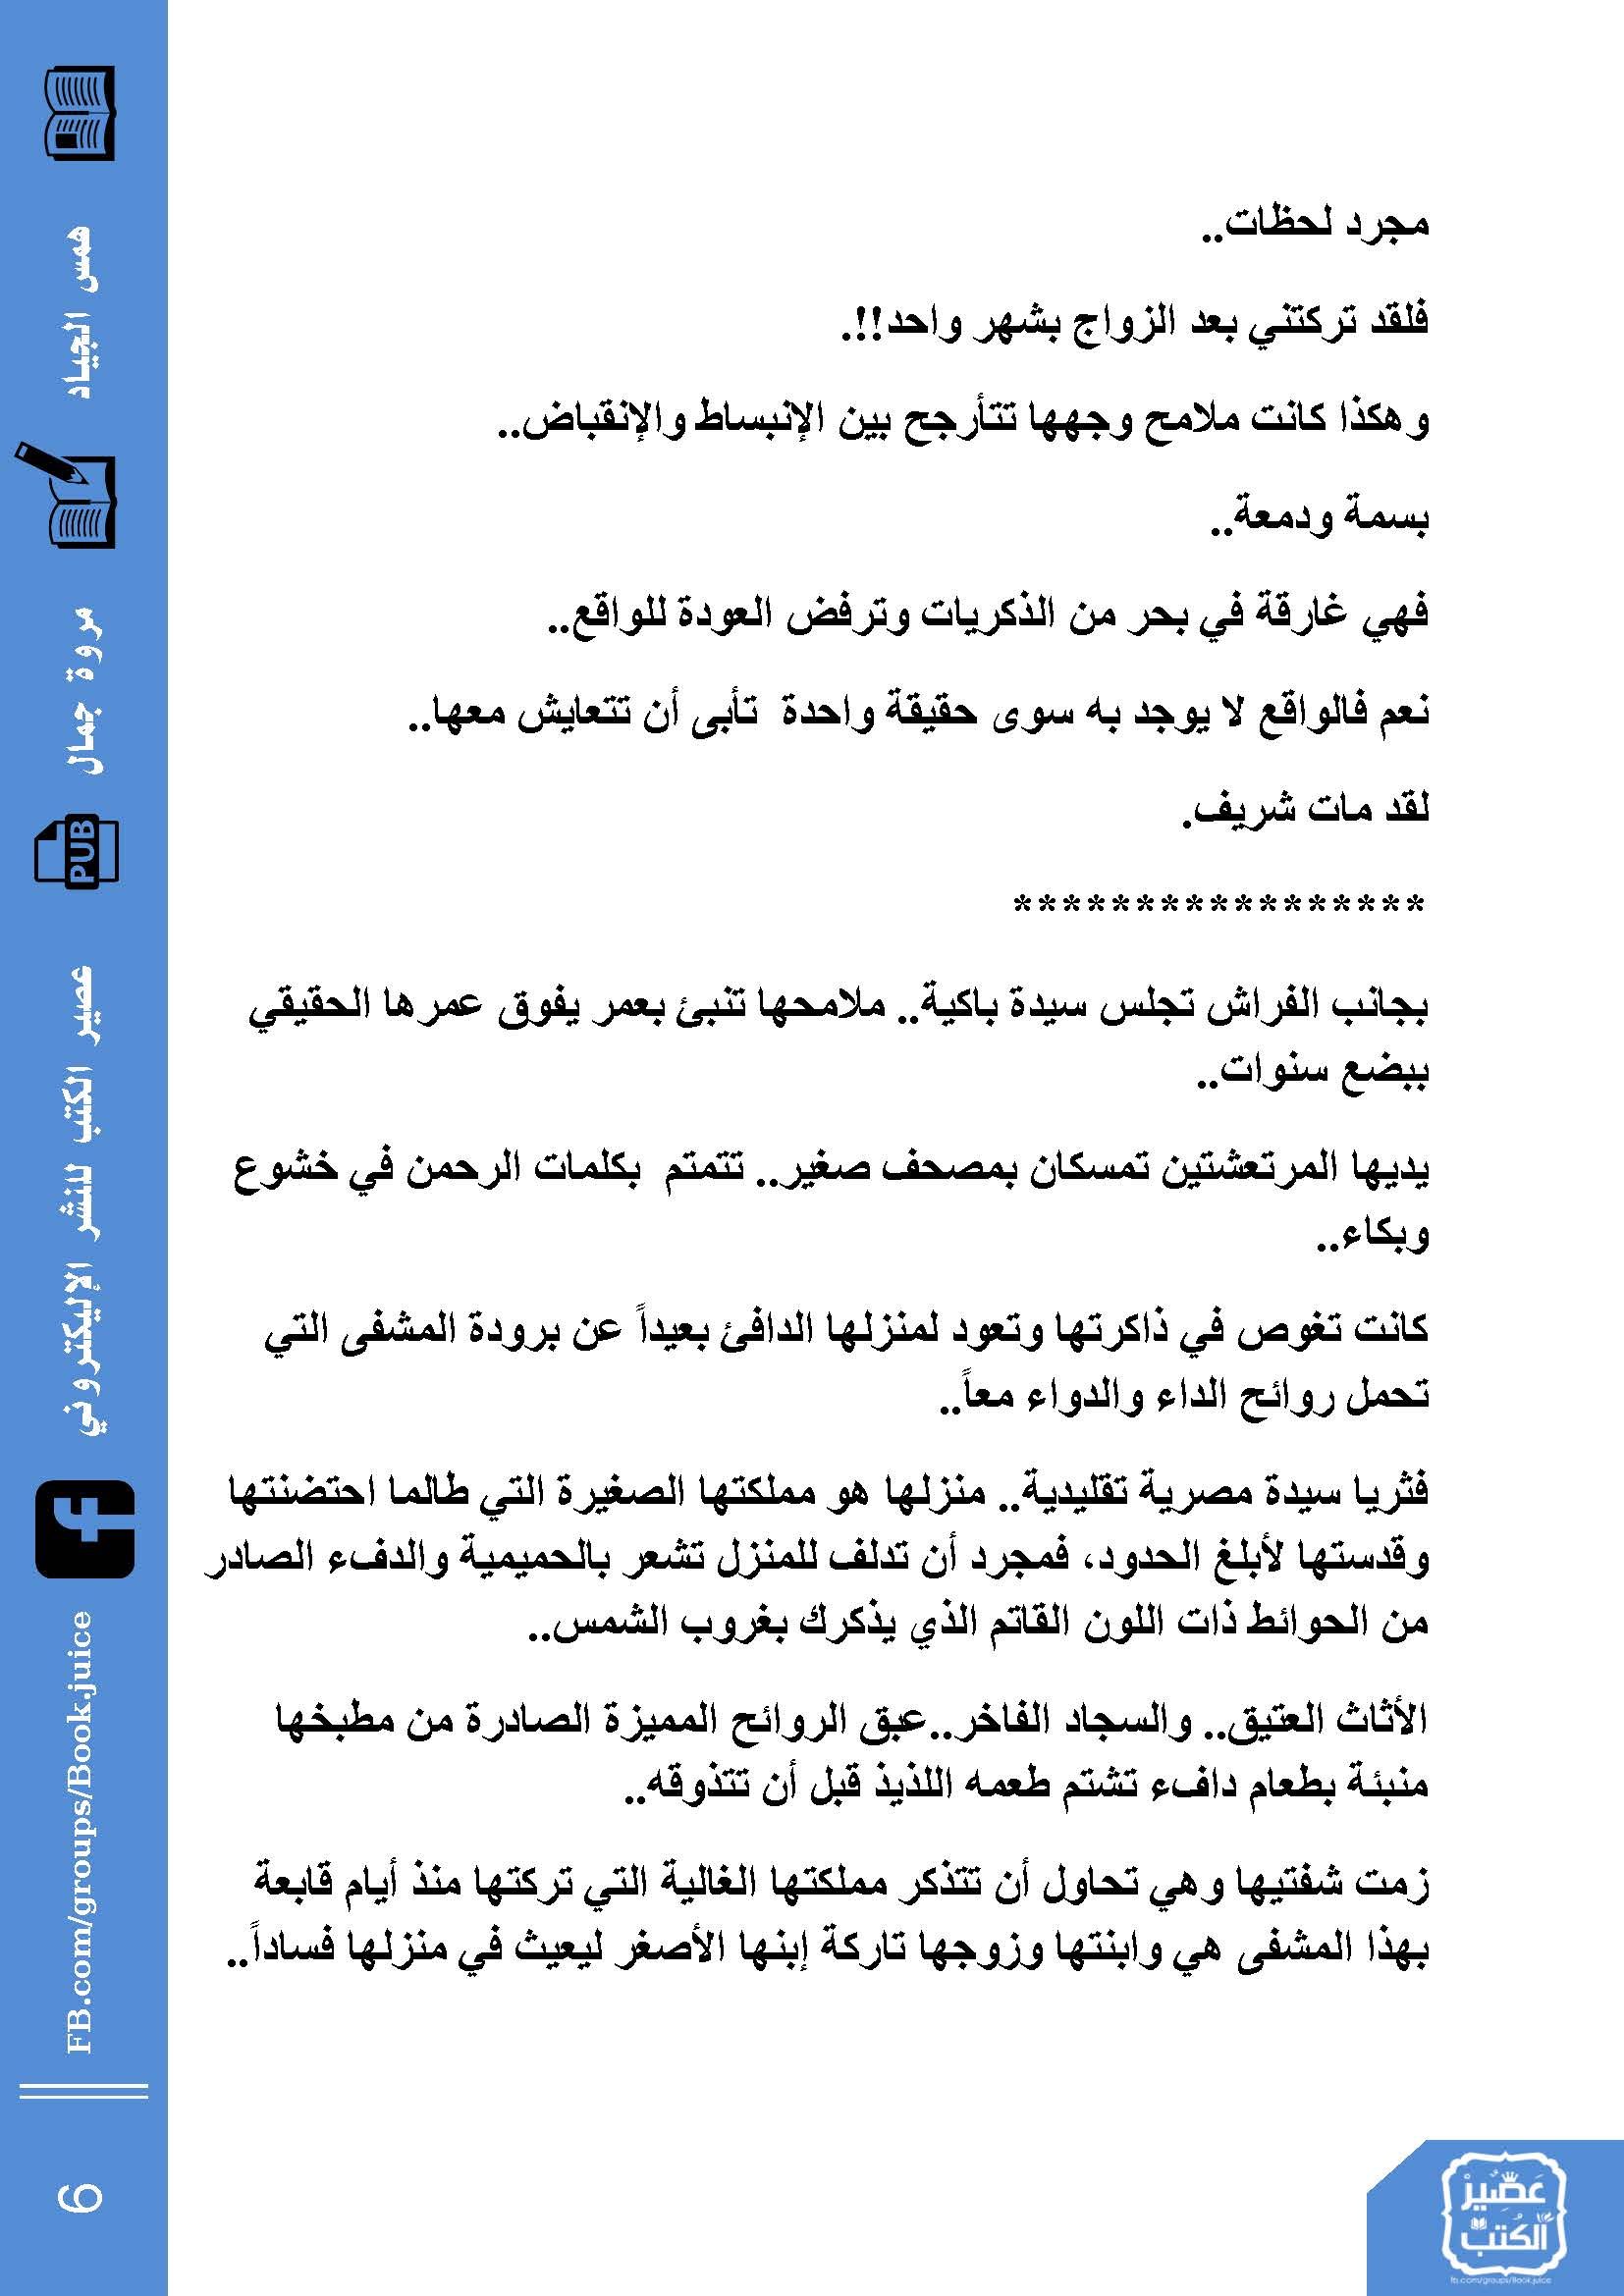 مجرد لحظات..
فلقد تركتني بعد الزواج بشهر واحد!!.
وهكذا كانت ملامح وجهها تتأرجح بين الإنبساط والإنقباض..
بسمة ودمعة..
فهي غارقة في بحر من الذكريات وترفض العودة للواقع..
نعم فالواقع لا يوجد به سوى حقيقة واحدة تأبى أن تتعايش معها..
لقد مات شريف.
*****************
بجانب الفراش تجلس سيدة باكية.. ملامحها تنبئ بعمر يفوق عمرها الحقيقي
ببضع سنوات..
يديها المرتعشتين تمسكان بمصحف صغير.. تتمتم بكلمات الرحمن في خشوع
وبكاء..
كانت تغوص في ذاكرتها وتعود لمنزلها الدافئ بعيداً عن برودة المشفى التي
تحمل روائح الداء والدواء معاً..
فثريا سيدة مصرية تقليدية.. منزلها هو مملكتها الصغيرة التي طالما احتضنتها
وقدستها لأبلغ الحدود، فمجرد أن تدلف للمنزل تشعر بالحميمية والدفء الصادر
من الحوائط ذات اللون القاتم الذي يذكرك بغروب الشمس..
الأثاث العتيق.. والسجاد الفاخر..عبق الروائح المميزة الصادرة من مطبخها
منبئة بطعام دافء تشتم طعمه اللذيذ قبل أن تتذوقه..
زمت شفتيها وهي تحاول أن تتذكر مملكتها الغالية التي تركتها منذ أيام قابعة
بهذا المشفى هي وابنتها وزوجها تاركة إبنها الأصغر ليعيث في منزلها فساداً..
همس الجياد
مروة جمال
PUB
عصير الكتب للنشر الإليكتروني
FB.com/groups/Book.juice
6
عَصِيرُ
الكُتب
fb.com/groups/Book.juice